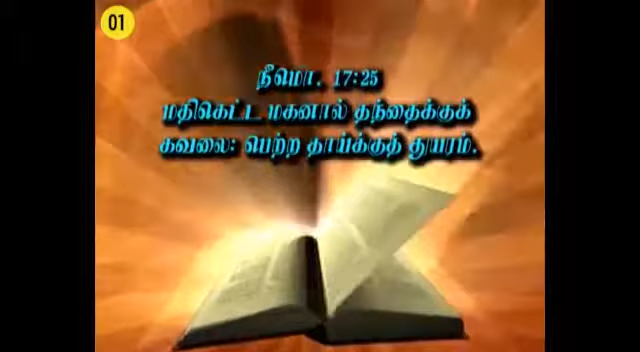 01
நீமொ. 17:25
மதிகெட்ட மகனால் தந்தைக்குக்
கவலை: பெற்ற தாய்க்குத் துயரம்.